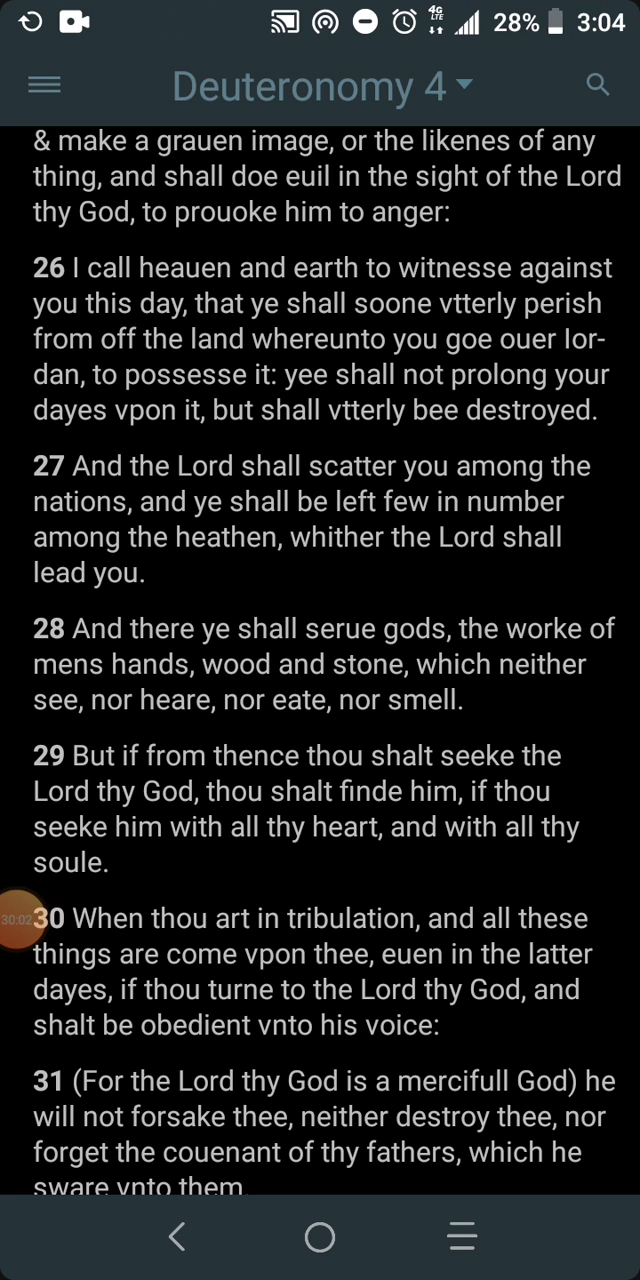 4G
LTE
28%
3:04
Deuteronomy 4
& make a grauen image, or the likenes of any
thing, and shall doe euil in the sight of the Lord
thy God, to prouoke him to anger:
26 I call heauen and earth to witnesse against
you this day, that ye shall soone vtterly perish
from off the land whereunto you goe ouer Ior-
dan, to possesse it: yee shall not prolong your
dayes vpon it, but shall vtterly bee destroyed.
27 And the Lord shall scatter you among the
nations, and ye shall be left few in number
among the heathen, whither the Lord shall
lead you.
28 And there ye shall serue gods, the worke of
mens hands, wood and stone, which neither
see, nor heare, nor eate, nor smell.
29 But if from thence thou shalt seeke the
Lord thy God, thou shalt finde him, if thou
seeke him with all thy heart, and with all thy
soule.
30:02
30 When thou art in tribulation, and all these
things are come vpon thee, euen in the latter
dayes, if thou turne to the Lord thy God, and
shalt be obedient vnto his voice:
31 (For the Lord thy God is a mercifull God) he
will not forsake thee, neither destroy thee, nor
forget the couenant of thy fathers, which he
sware vnto them.